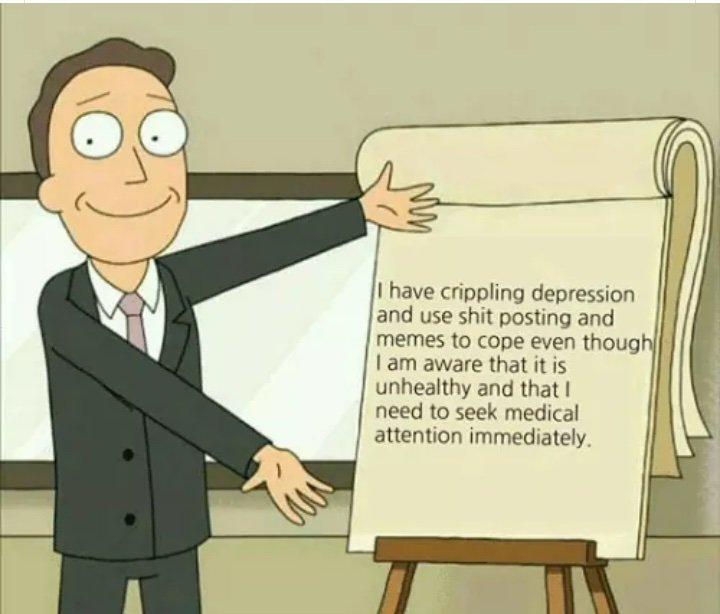 I have crippling depression
and use shit posting and
memes to cope even though
I am aware that it is
unhealthy and that I
need to seek medical
attention immediately.